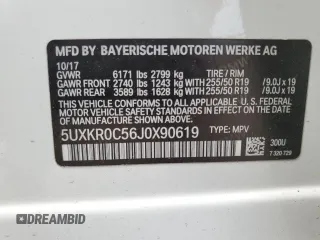 MFD BY BAYERISCHE MOTOREN WERKE AG
10/17
GVWR 6171 lbs 2799 kg TIRE / RIM
GAWR FRONT 2740 lbs 1243 kg WITH 255/50 R19 /9.0J x 19
GAWR REAR 3589 lbs 1628 kg WITH 255/50 R19 /9.0J x 19
THIS VEHICLE CONFORMS TO ALL APPLICABLE U.S. FEDERAL
MOTOR VEHICLE SAFETY STANDARDS IN EFFECT ON THE DATE
OF MANUFACTURE SHOWN ABOVE.
5UXKR0C56J0X90619 TYPE: MPV
300U
7 320 729
DREAMBID